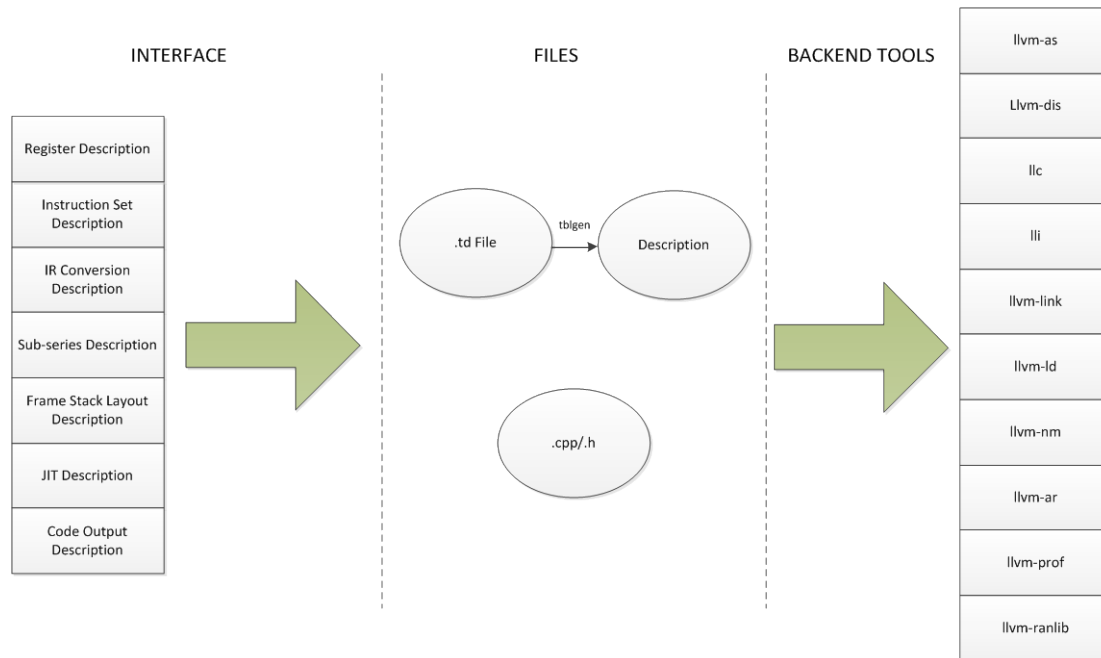 INTERFACE
FILES
BACKEND TOOLS
Register Description
Instruction Set
Description
IR Conversion
Description
Sub-series Description
Frame Stack Layout
Description
JIT Description
Code Output
Description
.td File
tblgen
Description
.cpp/.h
llvm-as
Llvm-dis
llc
lli
llvm-link
llvm-ld
llvm-nm
llvm-ar
llvm-prof
llvm-ranlib